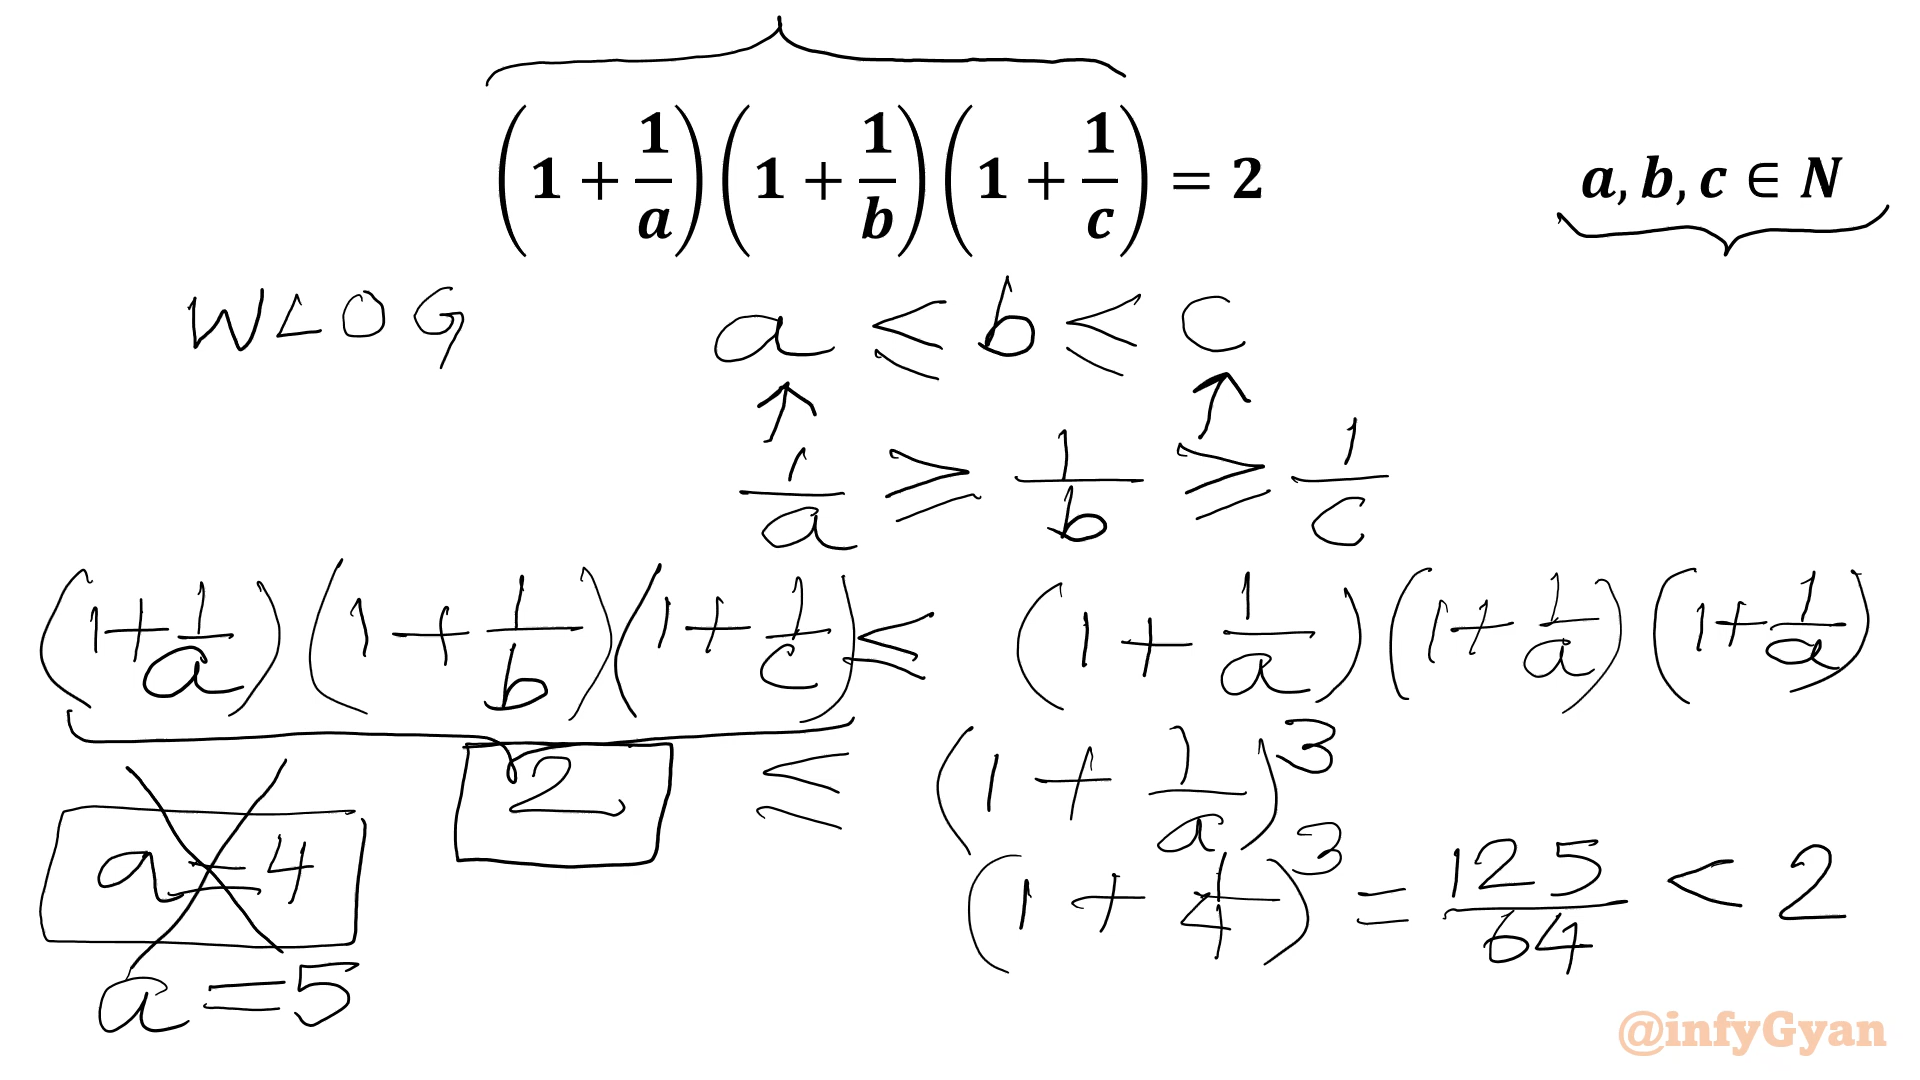 (1 + 1/a)(1 + 1/b)(1 + 1/c) = 2    a, b, c ∈ N
WLOG    a ≤ b ≤ c
1/a ≥ 1/b ≥ 1/c
(1+1/a)(1+1/b)(1+1/c) ≤ (1+1/a)(1+1/a)(1+1/a)
2 ≤ (1+1/a)^3
a=4    (1+1/4)^3 = 125/64 < 2
a=5
@infyGyan